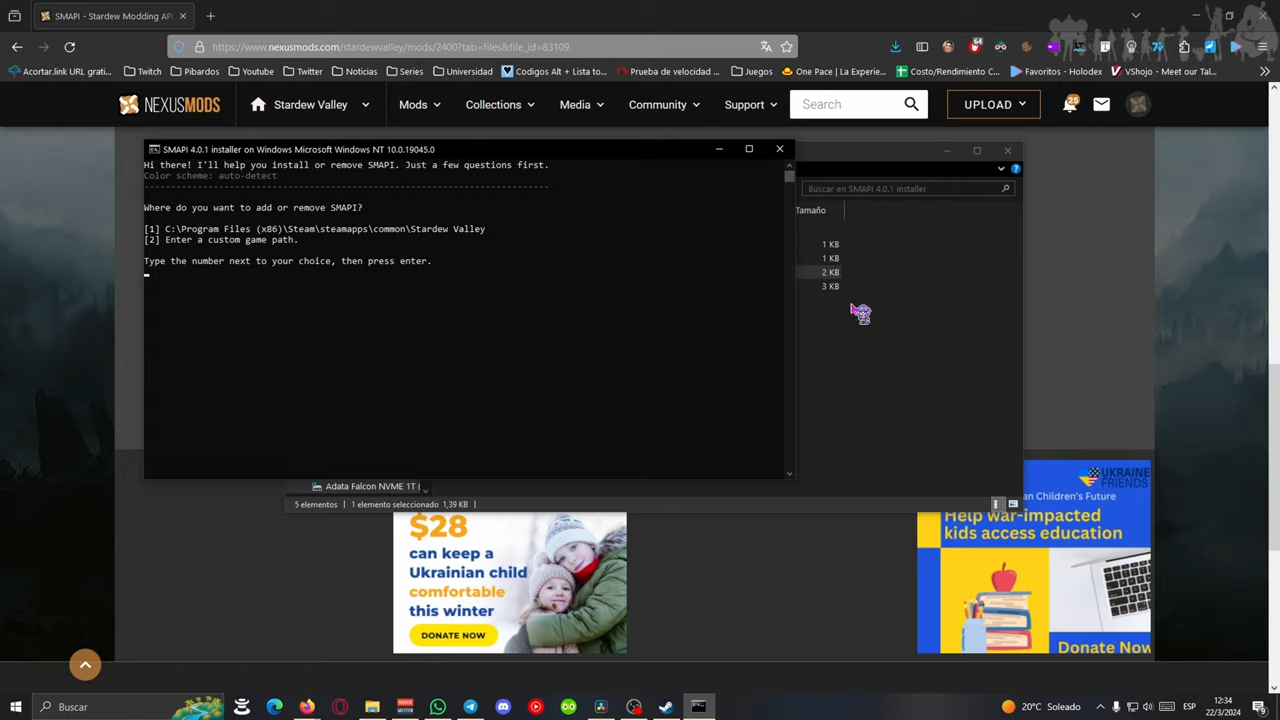 SMAPI - Stardew Modding API
https://www.nexusmods.com/stardewvalley/mods/2400?tab=files&file_id=83109
64
Acortar.link URL grati...
Twitch
Pibardos
Youtube
Twitter
Noticias
Series
Universidad
Codigos Alt + Lista to...
Prueba de velocidad ...
Juegos
One Pace | La Experie...
Costo/Rendimiento C...
Favoritos - Holodex
VShojo - Meet our Tal...
NEXUSMODS
Stardew Valley
Mods
Collections
Media
Community
Support
Search
UPLOAD
25
SMAPI 4.0.1 installer on Windows Microsoft Windows NT 10.0.19045.0
Hi there! I'll help you install or remove SMAPI. Just a few questions first.
Color scheme: auto-detect
Where do you want to add or remove SMAPI?
[1] C:\Program Files (x86)\Steam\steamapps\common\Stardew Valley
[2] Enter a custom game path.
Type the number next to your choice, then press enter.
Buscar en SMAPI 4.0.1 installer
Tamaño
1 KB
1 KB
2 KB
3 KB
Adata Falcon NVME 1T (
5 elementos
1 elemento seleccionado 1,39 KB
$28
can keep a
Ukrainian child
comfortable
this winter
DONATE NOW
UKRAINE
FRIENDS
an Children's Future
Help war-impacted
kids access education
Donate Now
Buscar
20°C Soleado
ESP
12:34
22/3/2024